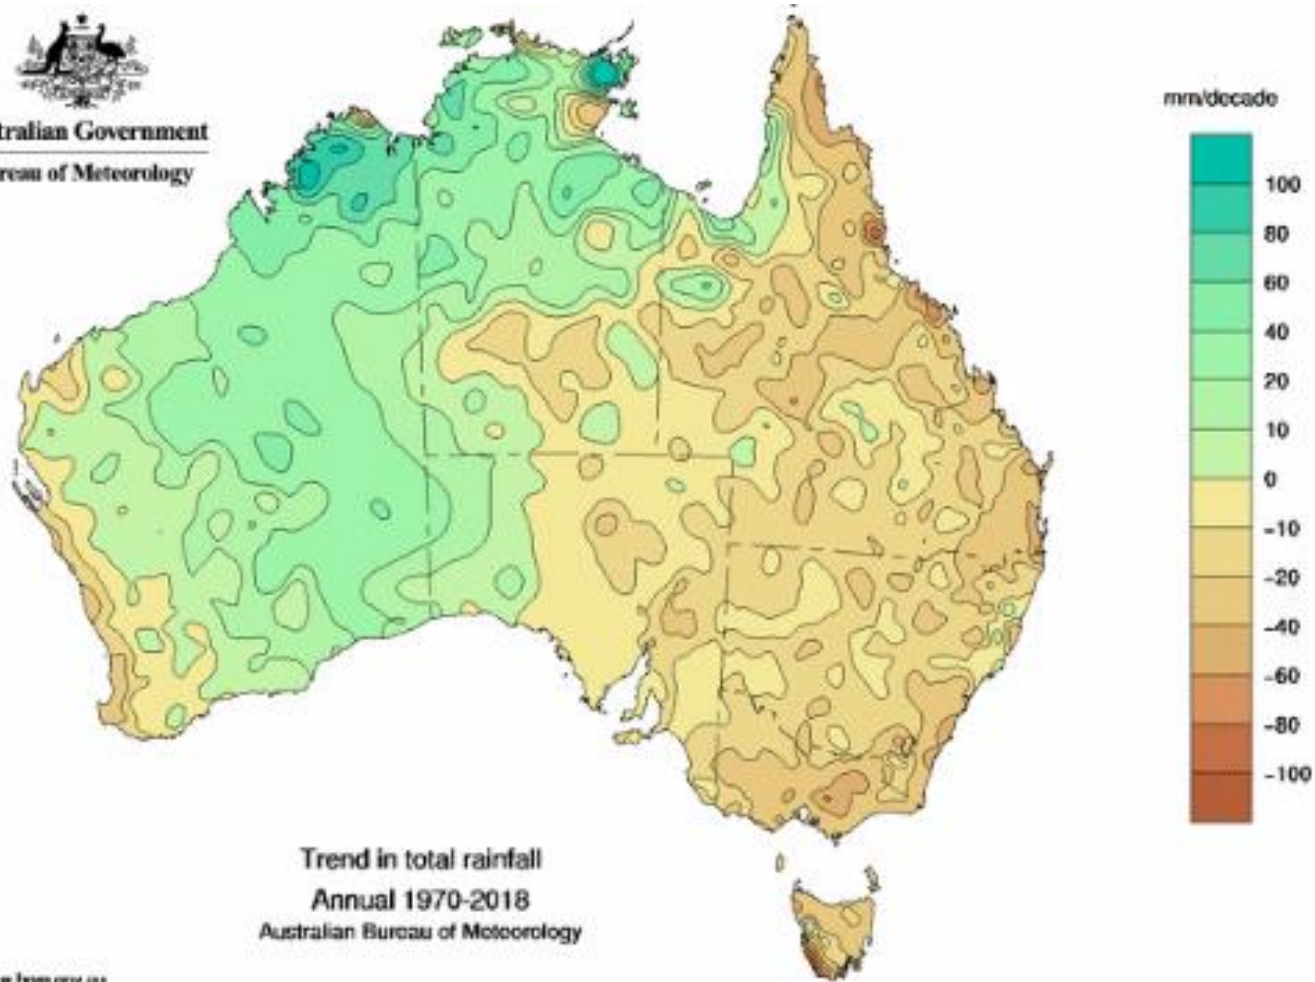 tralian Government
reau of Meteorology
mm/decade
100
80
60
40
20
10
0
-10
-20
-40
-60
-80
-100
Trend in total rainfall
Annual 1970-2018
Australian Bureau of Meteorology